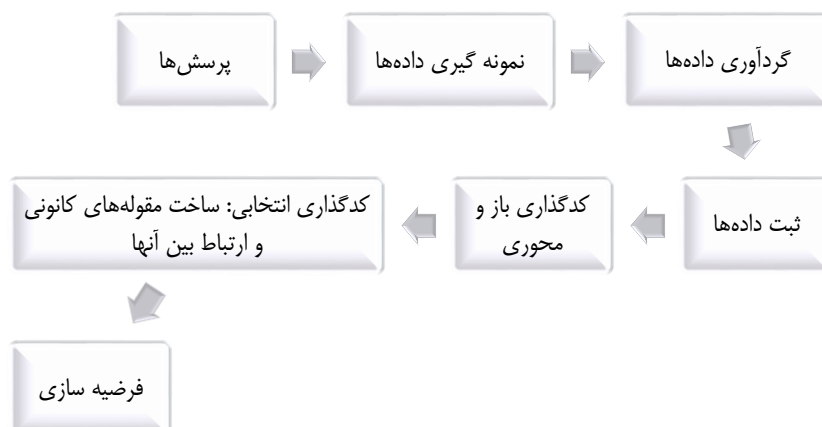 پرسش‌ها
نمونه گیری داده‌ها
گردآوری داده‌ها
ثبت داده‌ها
کدگذاری باز و
محوری
کدگذاری انتخابی: ساخت مقوله‌های کانونی
و ارتباط بین آنها
فرضیه سازی